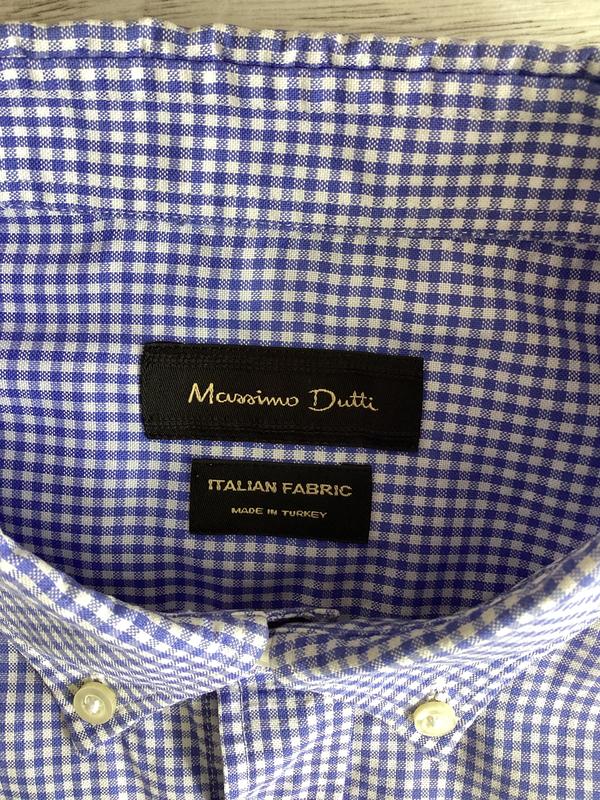 Massimo Dutti
ITALIAN FABRIC
MADE IN TURKEY